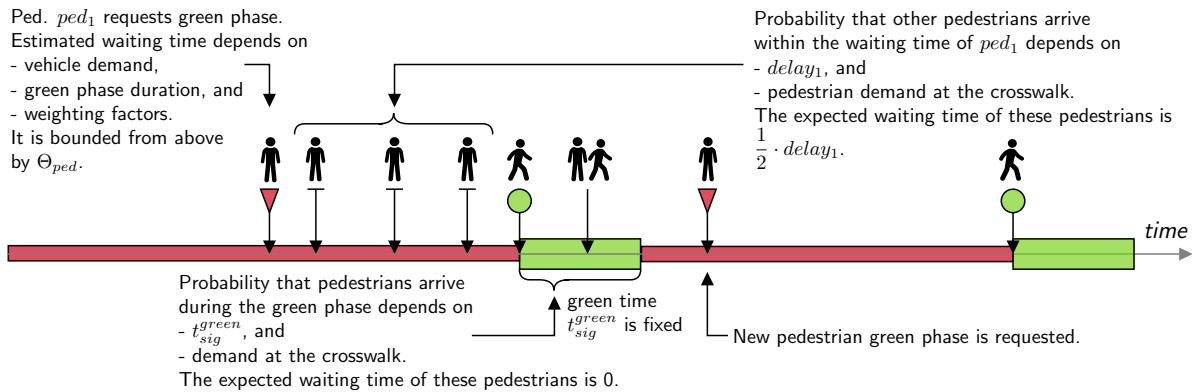 Ped. ped₁ requests green phase.
Estimated waiting time depends on
- vehicle demand,
- green phase duration, and
- weighting factors.
It is bounded from above
by Θ_ped.
Probability that other pedestrians arrive
within the waiting time of ped₁ depends on
- delay₁, and
- pedestrian demand at the crosswalk.
The expected waiting time of these pedestrians is
1/2 · delay₁.
time
Probability that pedestrians arrive
during the green phase depends on
- t_sig^green, and
- demand at the crosswalk.
The expected waiting time of these pedestrians is 0.
green time
t_sig^green is fixed
New pedestrian green phase is requested.